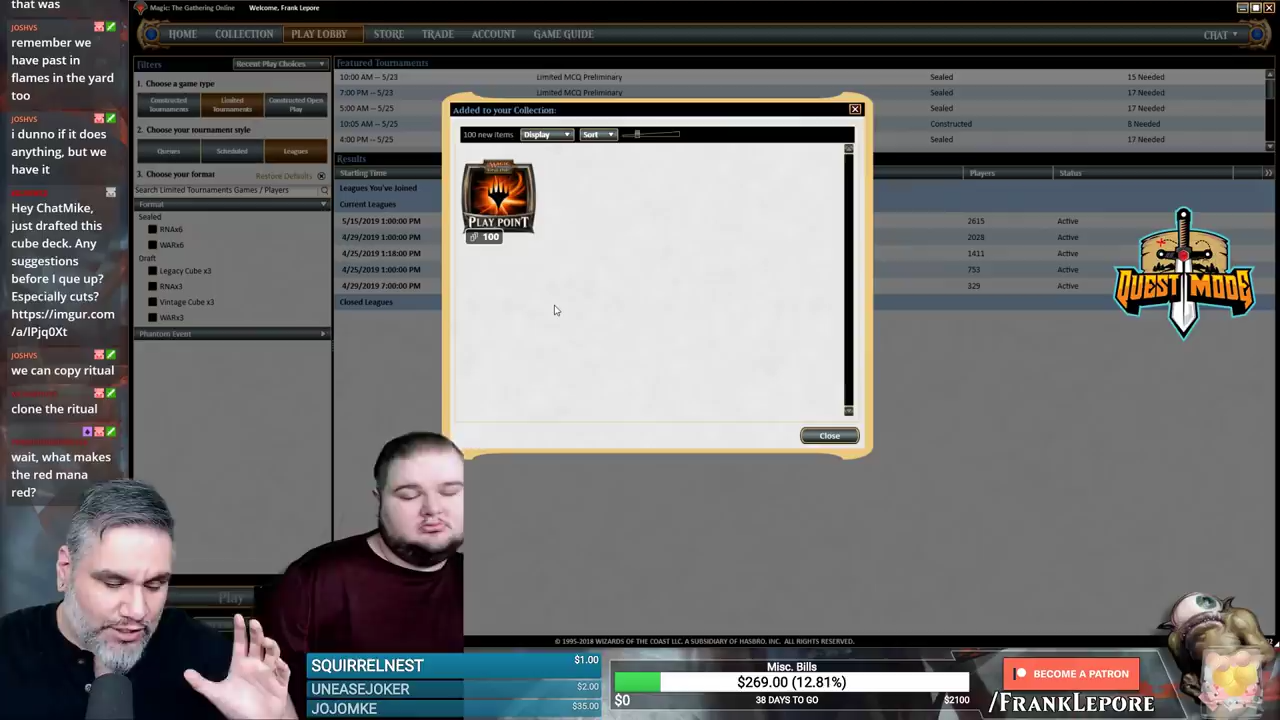 that was
JOSHVS
remember we
have past in
flames in the yard
too
JOSHVS
i dunno if it does
anything, but we
have it
Hey ChatMike,
just drafted this
cube deck. Any
suggestions
before I que up?
Especially cuts?
https://imgur.com
/a/lPjq0Xt
JOSHVS
we can copy ritual
clone the ritual
wait, what makes
the red mana
red?
Magic: The Gathering Online Welcome, Frank Lepore
HOME COLLECTION PLAY LOBBY STORE TRADE ACCOUNT GAME GUIDE CHAT
Filters Recent Play Choices
1. Choose a game type
Constructed Tournaments Limited Tournaments Constructed Open Play
2. Choose your tournament style
Queues Scheduled Leagues
3. Choose your format Restore Defaults
Search Limited Tournaments Games / Players
Format
Sealed
RNAx6
WARx6
Draft
Legacy Cube x3
RNAx3
Vintage Cube x3
WARx3
Phantom Event
Play
Featured Tournaments
10:00 AM -- 5/23 Limited MCQ Preliminary Sealed 15 Needed
7:00 PM -- 5/23 Limited MCQ Preliminary Sealed 17 Needed
5:00 AM -- 5/25 Sealed 17 Needed
10:05 AM -- 5/25 Constructed 8 Needed
4:00 PM -- 5/25 Sealed 17 Needed
Results
Starting Time Players Status >>
Leagues You've Joined
Current Leagues
5/15/2019 1:00:00 PM 2615 Active
4/29/2019 1:00:00 PM 2028 Active
4/25/2019 1:18:00 PM 1411 Active
4/25/2019 1:00:00 PM 753 Active
4/29/2019 7:00:00 PM 329 Active
Closed Leagues
Added to your Collection:
100 new items Display Sort
PLAY POINT
100
Close
QUEST MODE
© 1995-2018 WIZARDS OF THE COAST LLC. A SUBSIDIARY OF HASBRO, INC. ALL RIGHTS RESERVED.
SQUIRRELNEST $1.00
UNEASEJOKER $2.00
JOJOMKE $35.00
Misc. Bills
$269.00 (12.81%)
$0 38 DAYS TO GO $2100
BECOME A PATRON
/FRANKLEPORE